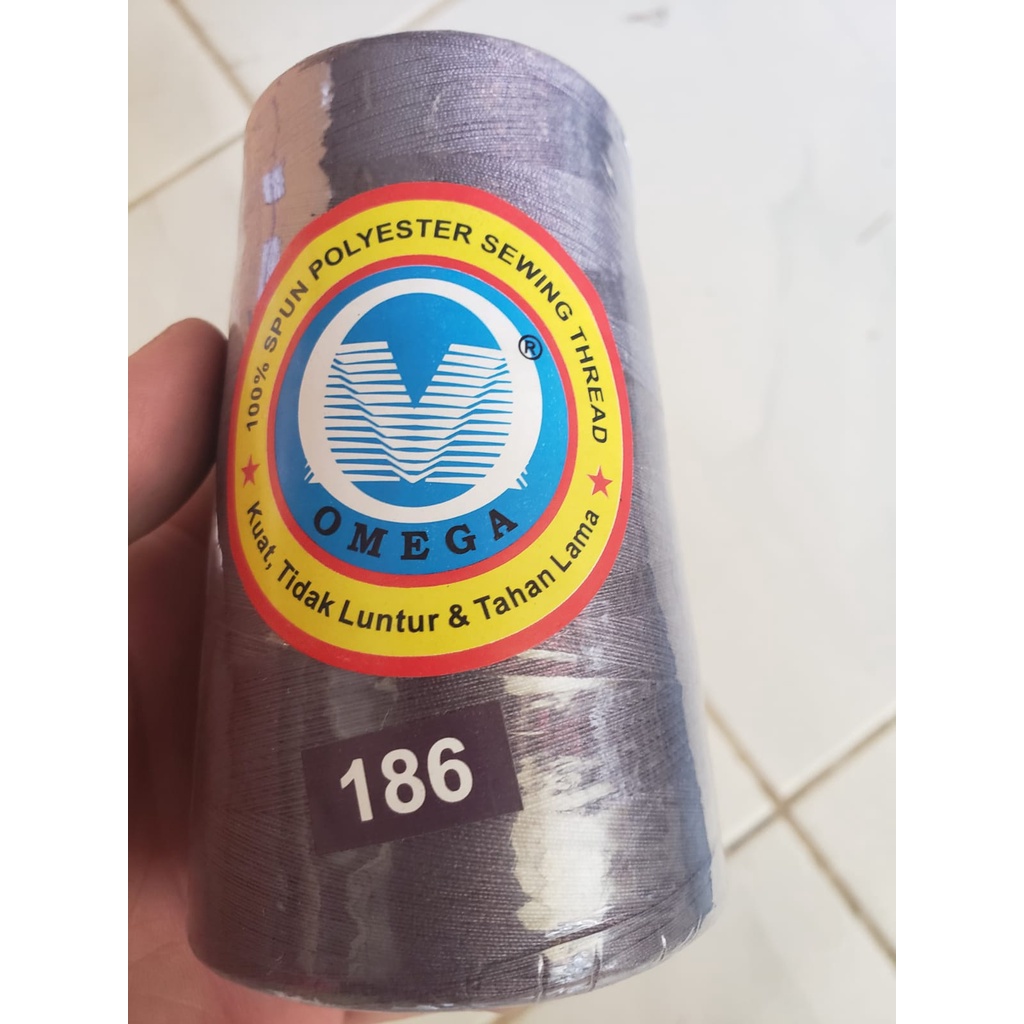 100% SPUN POLYESTER SEWING THREAD
®
OMEGA
Kuat, Tidak Luntur & Tahan Lama
186